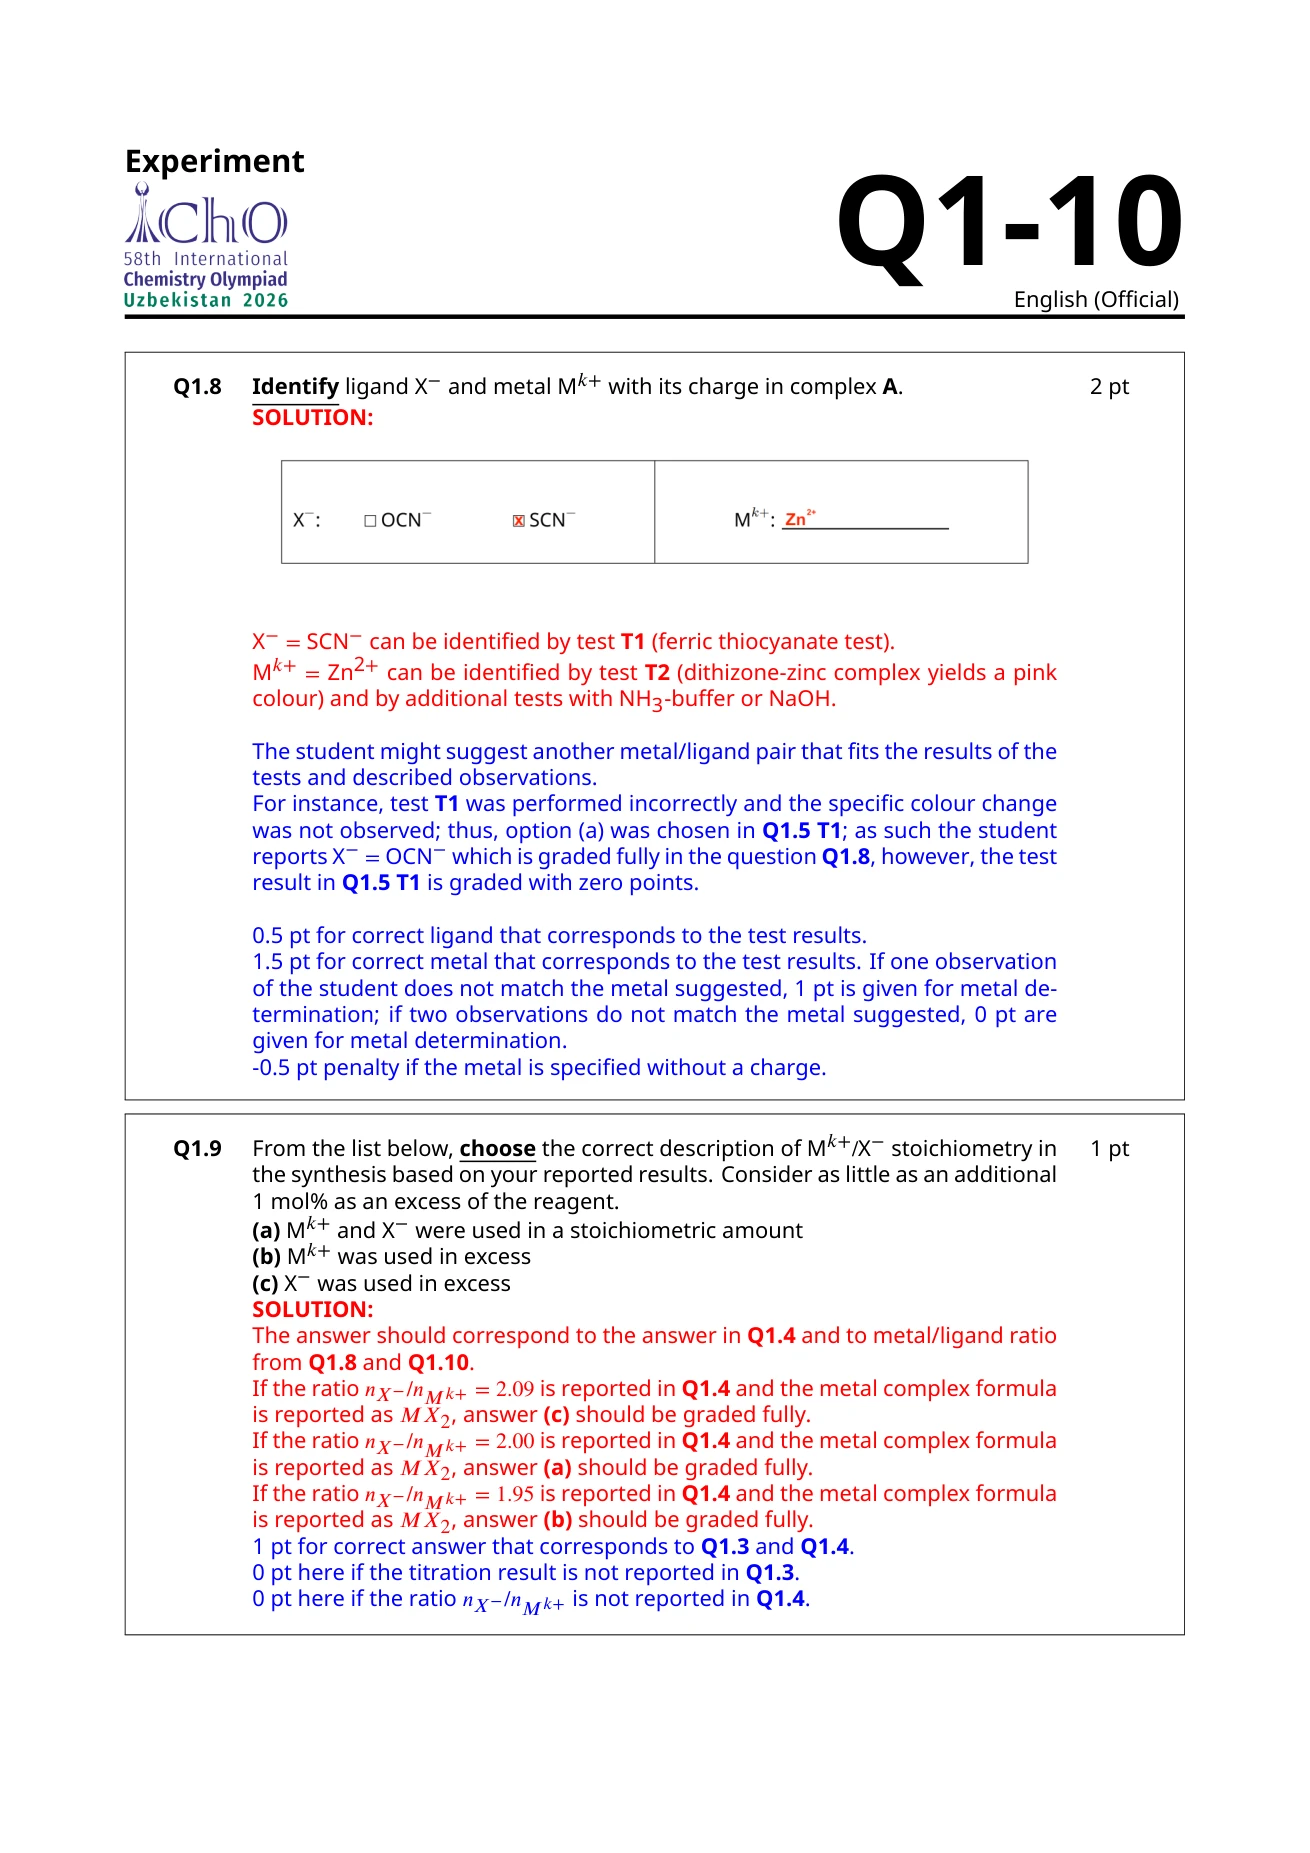 Experiment
IChO
58th International
Chemistry Olympiad
Uzbekistan 2026
Q1-10
English (Official)
Q1.8 Identify ligand X⁻ and metal Mᵏ⁺ with its charge in complex A. 2 pt
SOLUTION:
X⁻: ☐ OCN⁻ ☒ SCN⁻ Mᵏ⁺: Zn²⁺
X⁻ = SCN⁻ can be identified by test T1 (ferric thiocyanate test).
Mᵏ⁺ = Zn²⁺ can be identified by test T2 (dithizone-zinc complex yields a pink
colour) and by additional tests with NH₃-buffer or NaOH.
The student might suggest another metal/ligand pair that fits the results of the
tests and described observations.
For instance, test T1 was performed incorrectly and the specific colour change
was not observed; thus, option (a) was chosen in Q1.5 T1; as such the student
reports X⁻ = OCN⁻ which is graded fully in the question Q1.8, however, the test
result in Q1.5 T1 is graded with zero points.
0.5 pt for correct ligand that corresponds to the test results.
1.5 pt for correct metal that corresponds to the test results. If one observation
of the student does not match the metal suggested, 1 pt is given for metal de-
termination; if two observations do not match the metal suggested, 0 pt are
given for metal determination.
-0.5 pt penalty if the metal is specified without a charge.
Q1.9 From the list below, choose the correct description of Mᵏ⁺/X⁻ stoichiometry in 1 pt
the synthesis based on your reported results. Consider as little as an additional
1 mol% as an excess of the reagent.
(a) Mᵏ⁺ and X⁻ were used in a stoichiometric amount
(b) Mᵏ⁺ was used in excess
(c) X⁻ was used in excess
SOLUTION:
The answer should correspond to the answer in Q1.4 and to metal/ligand ratio
from Q1.8 and Q1.10.
If the ratio n_X⁻/n_Mᵏ⁺ = 2.09 is reported in Q1.4 and the metal complex formula
is reported as MX₂, answer (c) should be graded fully.
If the ratio n_X⁻/n_Mᵏ⁺ = 2.00 is reported in Q1.4 and the metal complex formula
is reported as MX₂, answer (a) should be graded fully.
If the ratio n_X⁻/n_Mᵏ⁺ = 1.95 is reported in Q1.4 and the metal complex formula
is reported as MX₂, answer (b) should be graded fully.
1 pt for correct answer that corresponds to Q1.3 and Q1.4.
0 pt here if the titration result is not reported in Q1.3.
0 pt here if the ratio n_X⁻/n_Mᵏ⁺ is not reported in Q1.4.